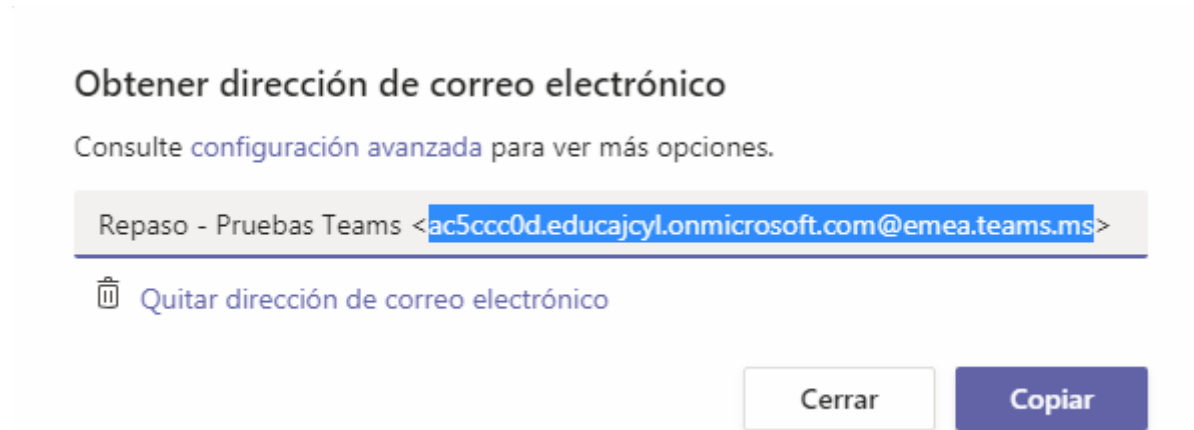 Obtener dirección de correo electrónico
Consulte configuración avanzada para ver más opciones.
Repaso - Pruebas Teams <ac5ccc0d.educajcyl.onmicrosoft.com@emea.teams.ms>
Quitar dirección de correo electrónico
Cerrar
Copiar